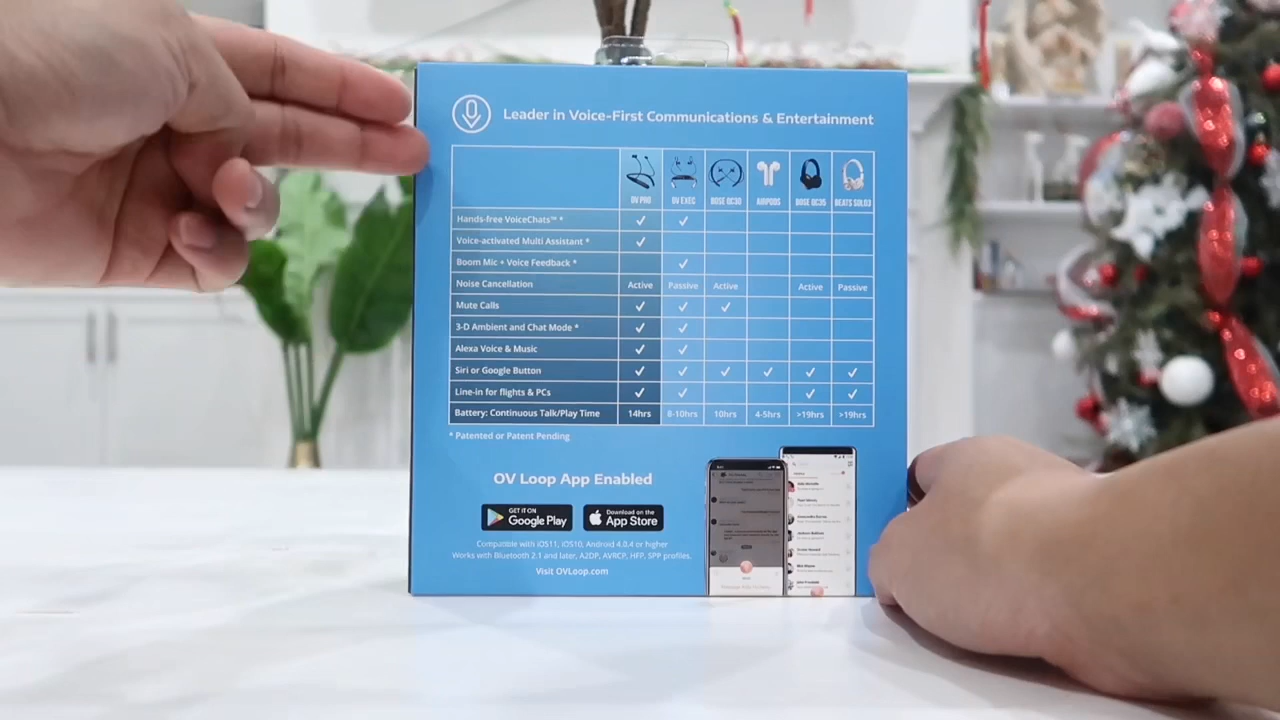 Leader in Voice-First Communications & Entertainment
OV PRO OV EXEC BOSE QC30 AIRPODS BOSE QC35 BEATS SOLO3
Hands-free VoiceChats™ * ✓ ✓
Voice-activated Multi Assistant * ✓
Boom Mic + Voice Feedback * ✓
Noise Cancellation Active Passive Active Active Passive
Mute Calls ✓ ✓ ✓
3-D Ambient and Chat Mode * ✓ ✓
Alexa Voice & Music ✓ ✓
Siri or Google Button ✓ ✓ ✓ ✓ ✓ ✓
Line-in for flights & PCs ✓ ✓ ✓ ✓
Battery: Continuous Talk/Play Time 14hrs 8-10hrs 10hrs 4-5hrs >19hrs >19hrs
* Patented or Patent Pending
OV Loop App Enabled
GET IT ON
Google Play
Download on the
App Store
Compatible with iOS11, iOS10, Android 4.0.4 or higher
Works with Bluetooth 2.1 and later, A2DP, AVRCP, HFP, SPP profiles.
Visit OVLoop.com